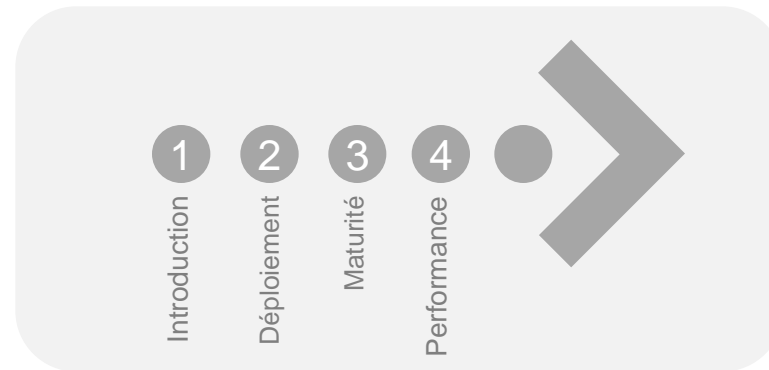 1
2
3
4
Introduction
Déploiement
Maturité
Performance